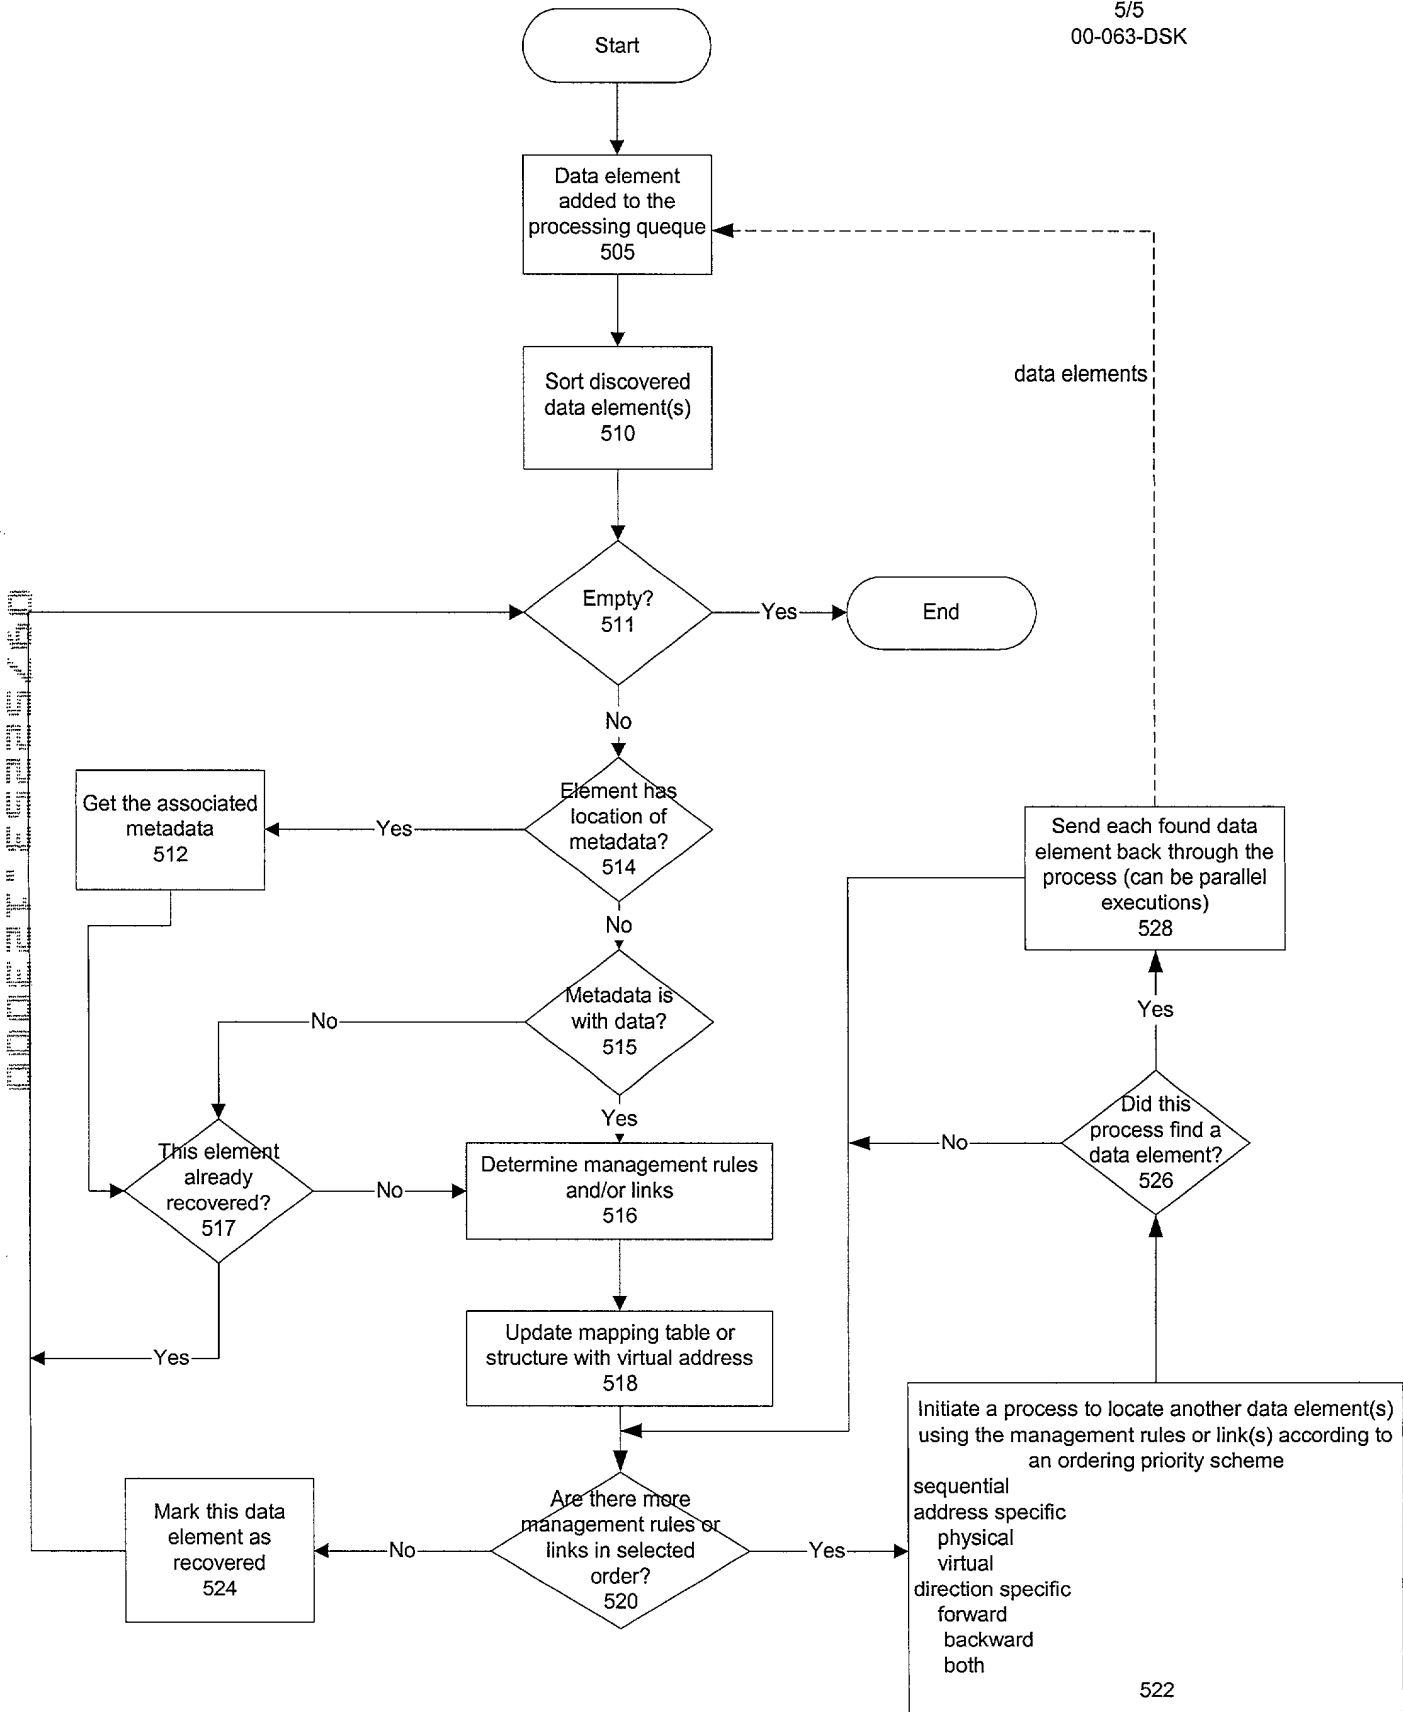 5/5
00-063-DSK
Start
Data element
added to the
processing queque
505
Sort discovered
data element(s)
510
data elements
Empty?
511
Yes
End
No
Element has
location of
metadata?
514
Yes
Get the associated
metadata
512
No
Metadata is
with data?
515
No
Yes
This element
already
recovered?
517
No
Yes
Determine management rules
and/or links
516
Update mapping table or
structure with virtual address
518
Are there more
management rules or
links in selected
order?
520
No
Mark this data
element as
recovered
524
Yes
Initiate a process to locate another data element(s)
using the management rules or link(s) according to
an ordering priority scheme
sequential
address specific
physical
virtual
direction specific
forward
backward
both
522
Did this
process find a
data element?
526
No
Yes
Send each found data
element back through the
process (can be parallel
executions)
528